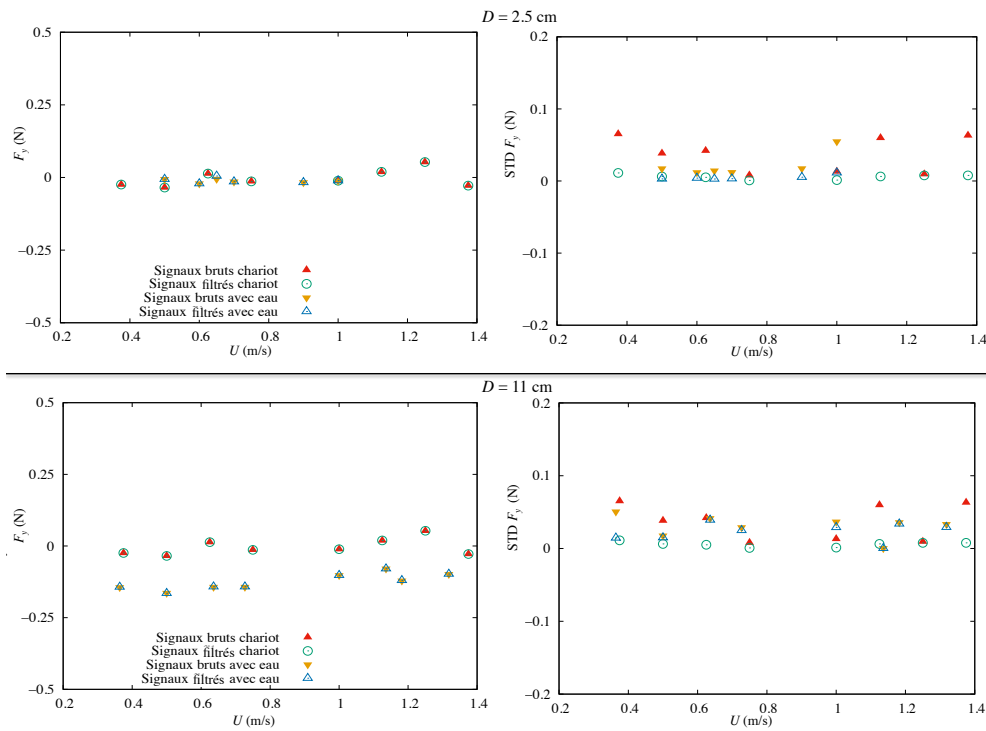 D = 2.5 cm
0.5
0.25
0
−0.25
−0.5
F_y (N)
Signaux bruts chariot
Signaux filtrés chariot
Signaux bruts avec eau
Signaux filtrés avec eau
0.2 0.4 0.6 0.8 1 1.2 1.4
U (m/s)
0.2
0.1
0
−0.1
−0.2
STD F_y (N)
0.2 0.4 0.6 0.8 1 1.2 1.4
U (m/s)
D = 11 cm
0.5
0.25
0
−0.25
−0.5
F_y (N)
Signaux bruts chariot
Signaux filtrés chariot
Signaux bruts avec eau
Signaux filtrés avec eau
0.2 0.4 0.6 0.8 1 1.2 1.4
U (m/s)
0.2
0.1
0
−0.1
−0.2
STD F_y (N)
0.2 0.4 0.6 0.8 1 1.2 1.4
U (m/s)